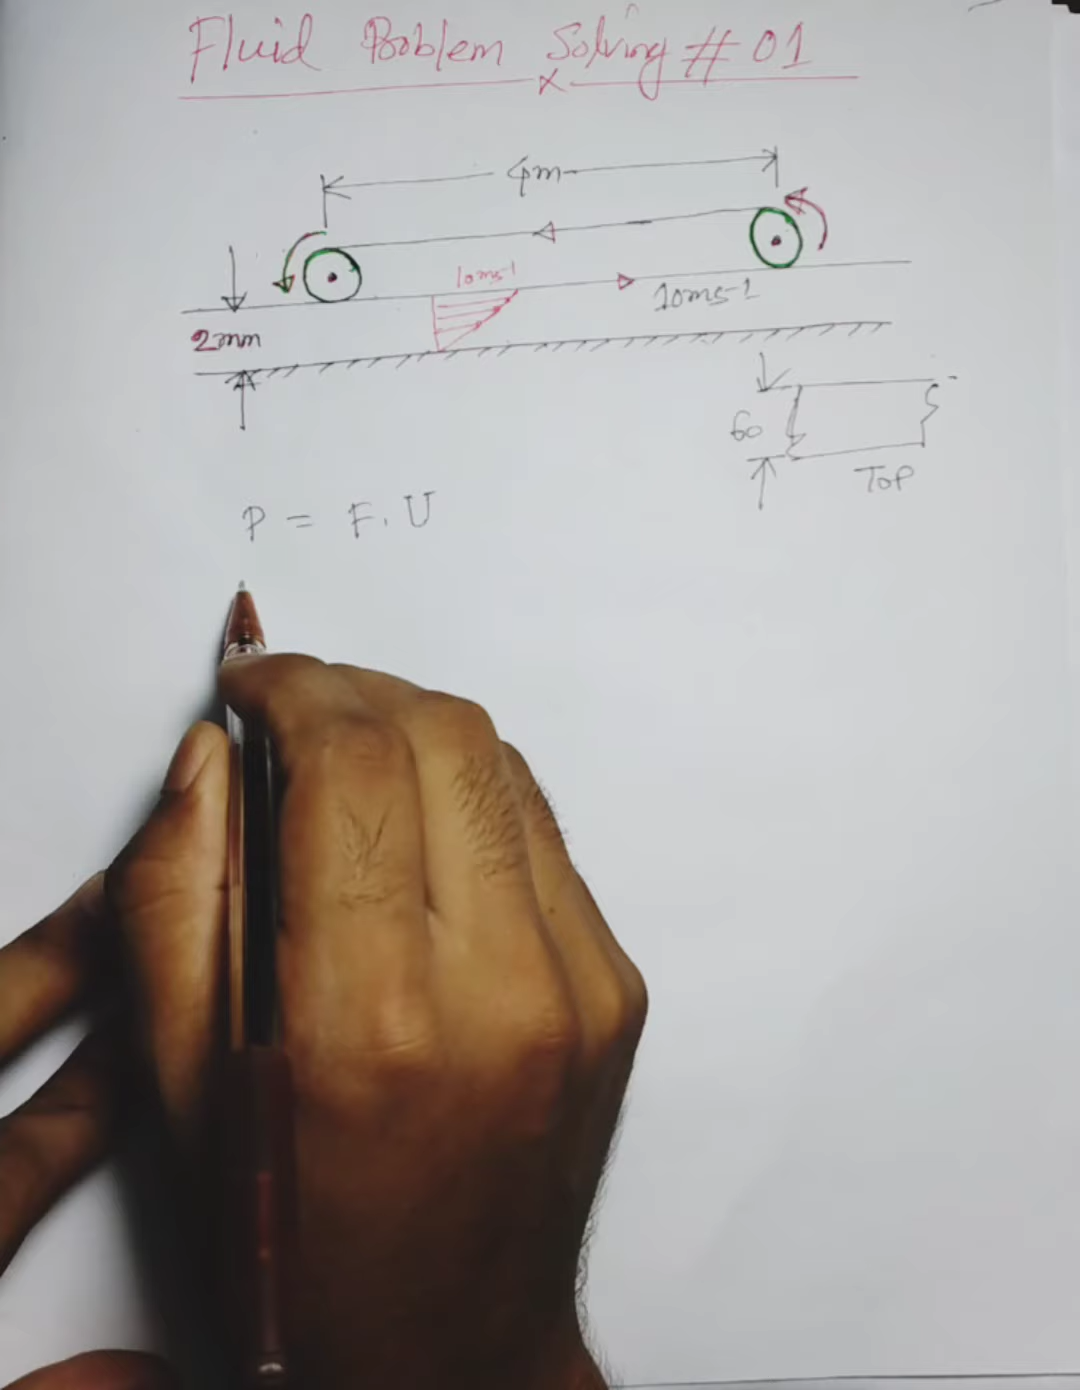 Fluid Problem Solving # 01
4m
10ms-1
10ms-1
2mm
60
TOP
P = F. U